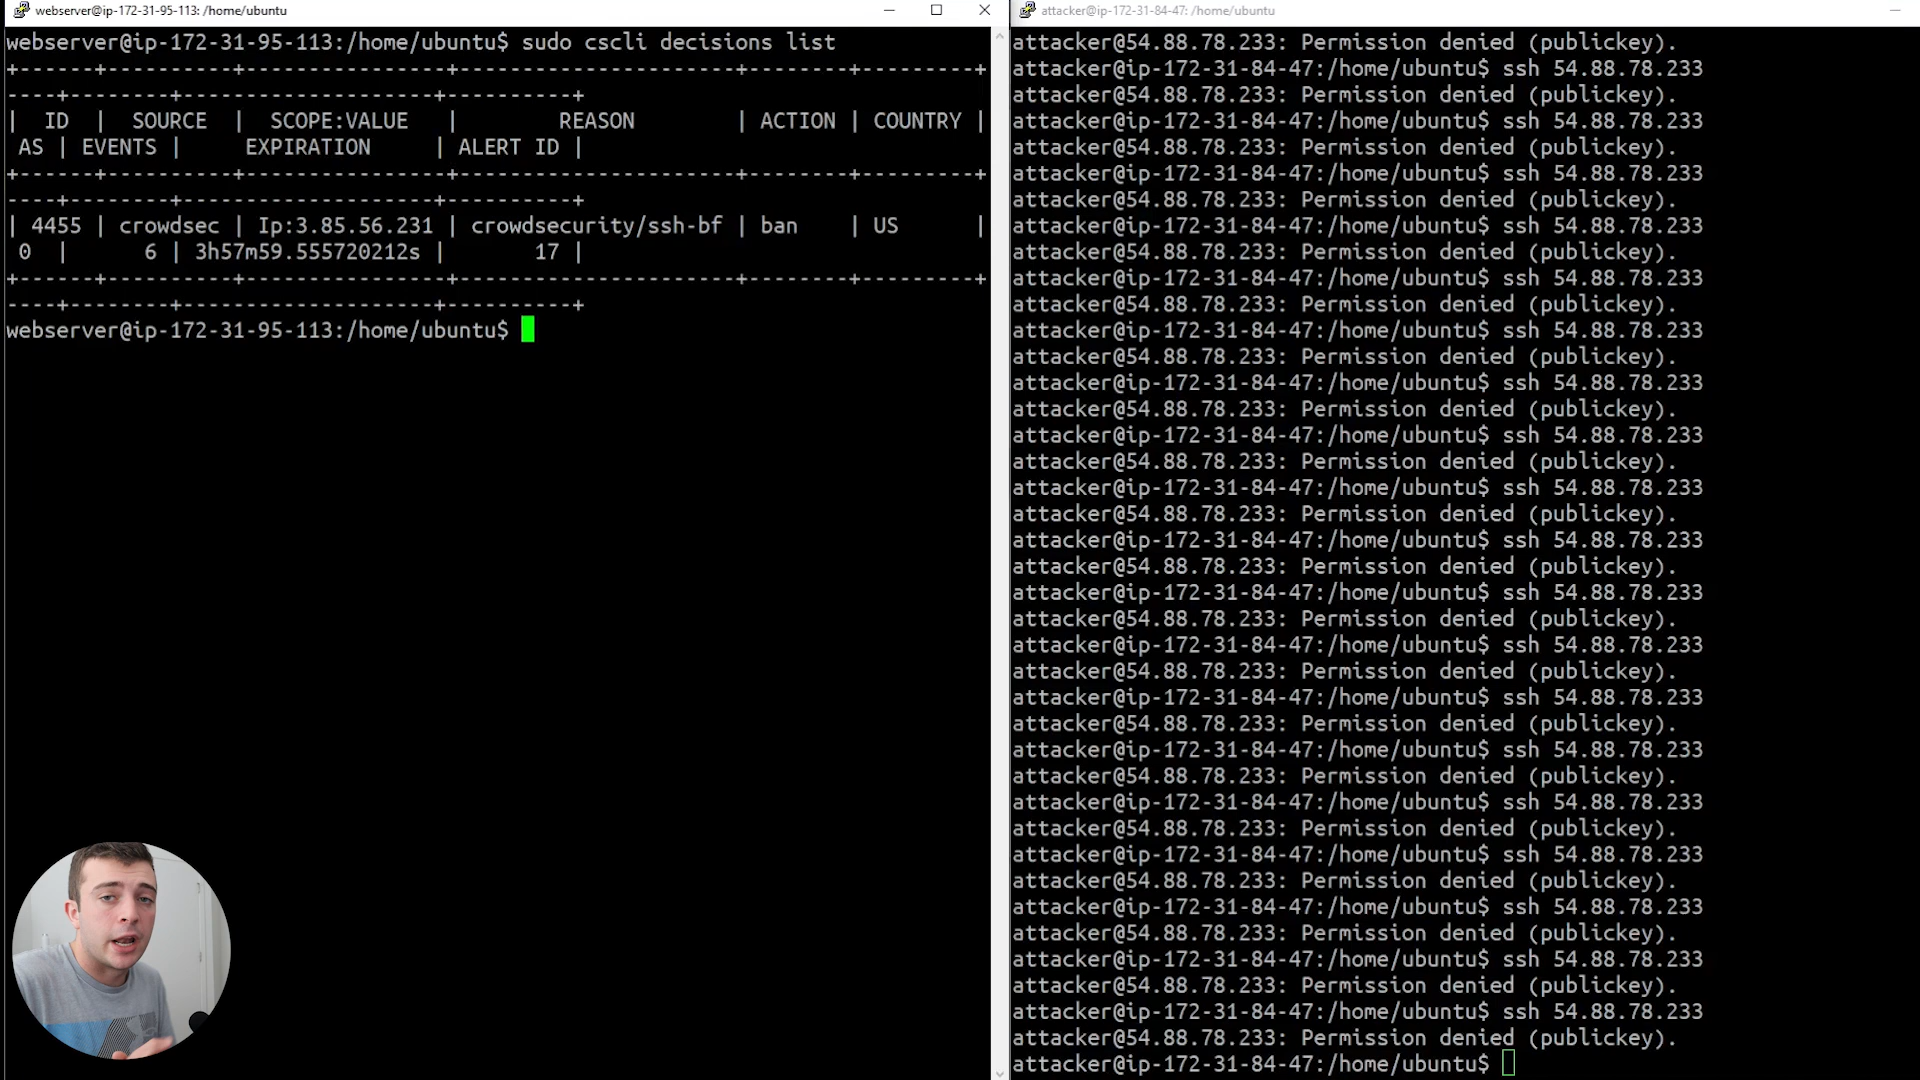 webserver@ip-172-31-95-113: /home/ubuntu
webserver@ip-172-31-95-113:/home/ubuntu$ sudo cscli decisions list
+------+----------+----------------+----------------------+--------+---------+
----+--------+--------------------+----------+
| ID | SOURCE | SCOPE:VALUE | REASON | ACTION | COUNTRY |
AS | EVENTS | EXPIRATION | ALERT ID |
+------+----------+----------------+----------------------+--------+---------+
----+--------+--------------------+----------+
| 4455 | crowdsec | Ip:3.85.56.231 | crowdsecurity/ssh-bf | ban | US |
0 | 6 | 3h57m59.555720212s | 17 |
+------+----------+----------------+----------------------+--------+---------+
----+--------+--------------------+----------+
webserver@ip-172-31-95-113:/home/ubuntu$
attacker@ip-172-31-84-47: /home/ubuntu
attacker@54.88.78.233: Permission denied (publickey).
attacker@ip-172-31-84-47:/home/ubuntu$ ssh 54.88.78.233
attacker@54.88.78.233: Permission denied (publickey).
attacker@ip-172-31-84-47:/home/ubuntu$ ssh 54.88.78.233
attacker@54.88.78.233: Permission denied (publickey).
attacker@ip-172-31-84-47:/home/ubuntu$ ssh 54.88.78.233
attacker@54.88.78.233: Permission denied (publickey).
attacker@ip-172-31-84-47:/home/ubuntu$ ssh 54.88.78.233
attacker@54.88.78.233: Permission denied (publickey).
attacker@ip-172-31-84-47:/home/ubuntu$ ssh 54.88.78.233
attacker@54.88.78.233: Permission denied (publickey).
attacker@ip-172-31-84-47:/home/ubuntu$ ssh 54.88.78.233
attacker@54.88.78.233: Permission denied (publickey).
attacker@ip-172-31-84-47:/home/ubuntu$ ssh 54.88.78.233
attacker@54.88.78.233: Permission denied (publickey).
attacker@ip-172-31-84-47:/home/ubuntu$ ssh 54.88.78.233
attacker@54.88.78.233: Permission denied (publickey).
attacker@ip-172-31-84-47:/home/ubuntu$ ssh 54.88.78.233
attacker@54.88.78.233: Permission denied (publickey).
attacker@ip-172-31-84-47:/home/ubuntu$ ssh 54.88.78.233
attacker@54.88.78.233: Permission denied (publickey).
attacker@ip-172-31-84-47:/home/ubuntu$ ssh 54.88.78.233
attacker@54.88.78.233: Permission denied (publickey).
attacker@ip-172-31-84-47:/home/ubuntu$ ssh 54.88.78.233
attacker@54.88.78.233: Permission denied (publickey).
attacker@ip-172-31-84-47:/home/ubuntu$ ssh 54.88.78.233
attacker@54.88.78.233: Permission denied (publickey).
attacker@ip-172-31-84-47:/home/ubuntu$ ssh 54.88.78.233
attacker@54.88.78.233: Permission denied (publickey).
attacker@ip-172-31-84-47:/home/ubuntu$ ssh 54.88.78.233
attacker@54.88.78.233: Permission denied (publickey).
attacker@ip-172-31-84-47:/home/ubuntu$ ssh 54.88.78.233
attacker@54.88.78.233: Permission denied (publickey).
attacker@ip-172-31-84-47:/home/ubuntu$ ssh 54.88.78.233
attacker@54.88.78.233: Permission denied (publickey).
attacker@ip-172-31-84-47:/home/ubuntu$ ssh 54.88.78.233
attacker@54.88.78.233: Permission denied (publickey).
attacker@ip-172-31-84-47:/home/ubuntu$ ssh 54.88.78.233
attacker@54.88.78.233: Permission denied (publickey).
attacker@ip-172-31-84-47:/home/ubuntu$